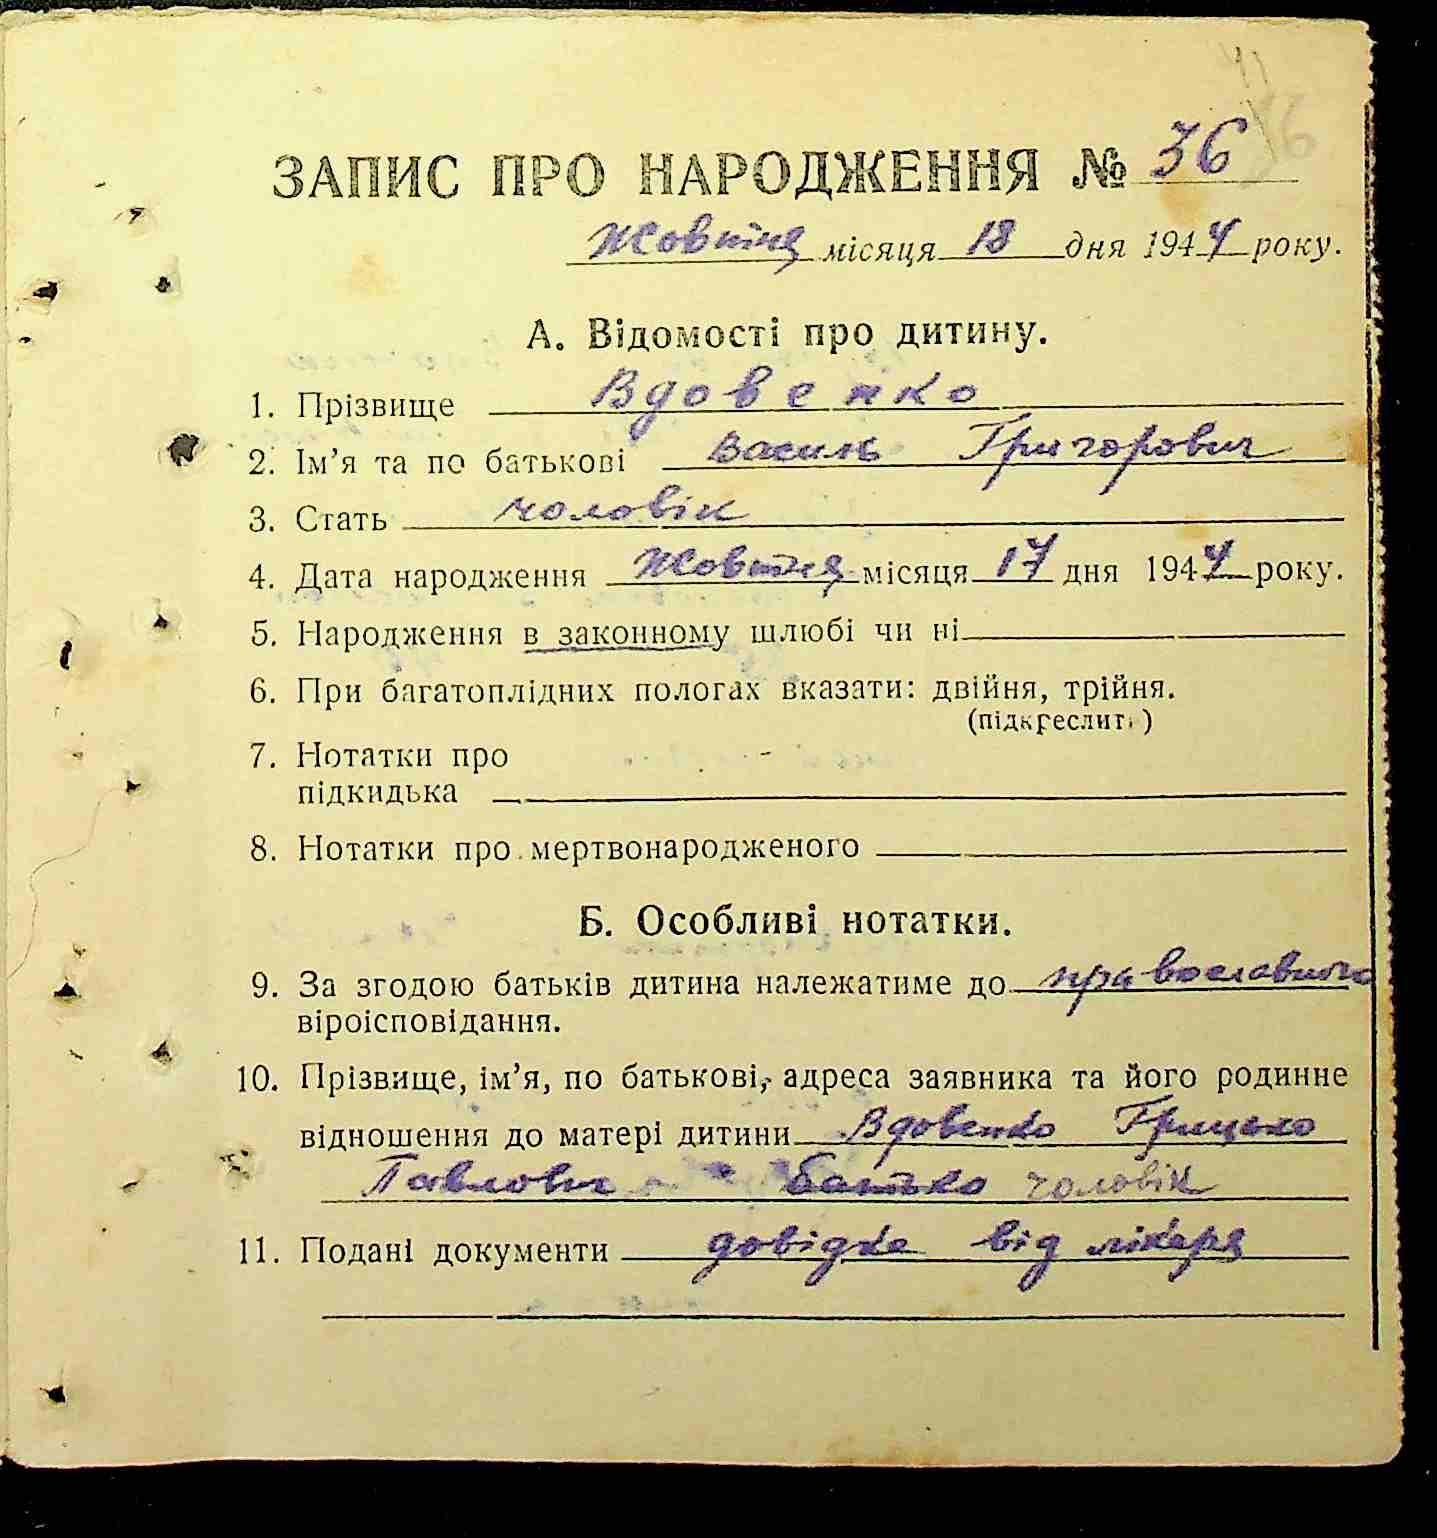 ЗАПИС ПРО НАРОДЖЕННЯ № 36
Жовтня місяця 18 дня 1944 року.
А. Відомості про дитину.
1. Прізвище Вдовенко
2. Ім’я та по батькові Василь Григорович
3. Стать чоловік
4. Дата народження Жовтня місяця 17 дня 1944 року.
5. Народження в законному шлюбі чи ні
6. При багатоплідних пологах вказати: двійня, трійня.
(підкреслити)
7. Нотатки про
підкидька
8. Нотатки про мертвонародженого
Б. Особливі нотатки.
9. За згодою батьків дитина належатиме до православного
віроісповідання.
10. Прізвище, ім’я, по батькові, адреса заявника та його родинне
відношення до матері дитини Вдовенко Грицько
Павлович батько чоловік
11. Подані документи довідка від лікаря